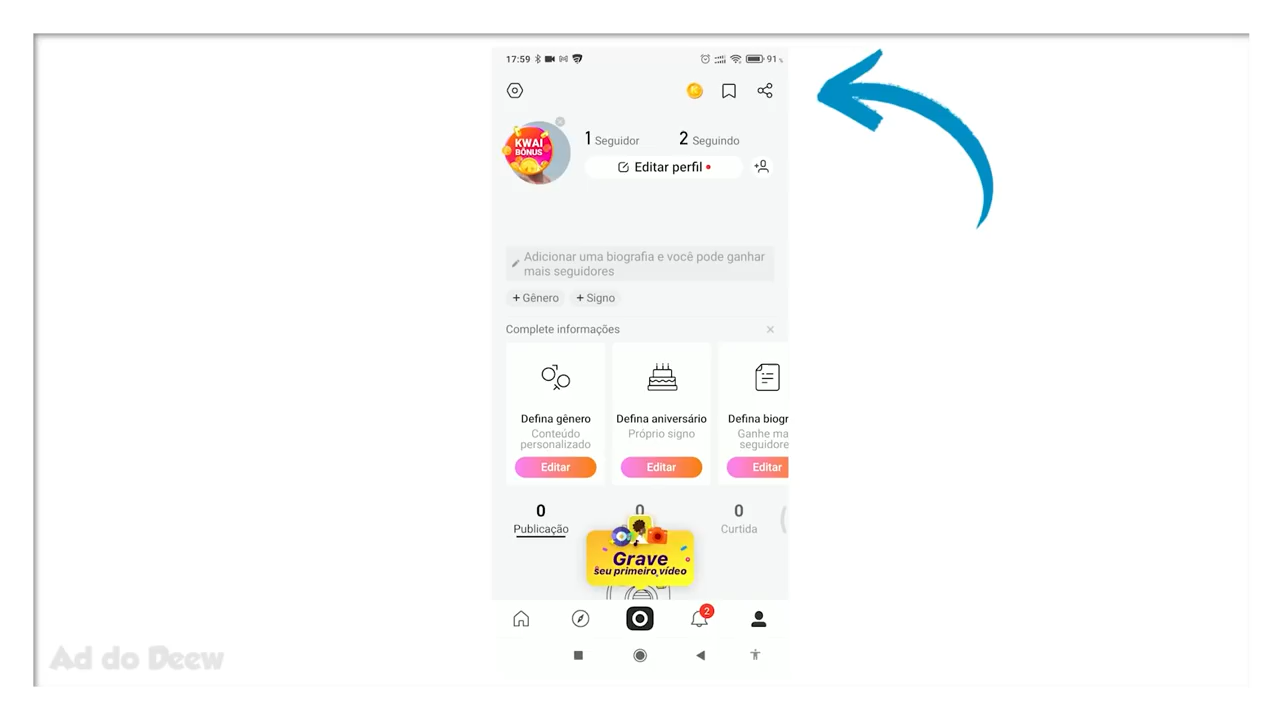 17:59
91%
KWAI
BÔNUS
1 Seguidor
2 Seguindo
Editar perfil
Adicionar uma biografia e você pode ganhar
mais seguidores
+ Gênero
+ Signo
Complete informações
Defina gênero
Conteúdo
personalizado
Editar
Defina aniversário
Próprio signo
Editar
Defina biogr
Ganhe ma
seguidore
Editar
0
Publicação
0
0
Curtida
Grave
seu primeiro vídeo
2
Ad do Deew